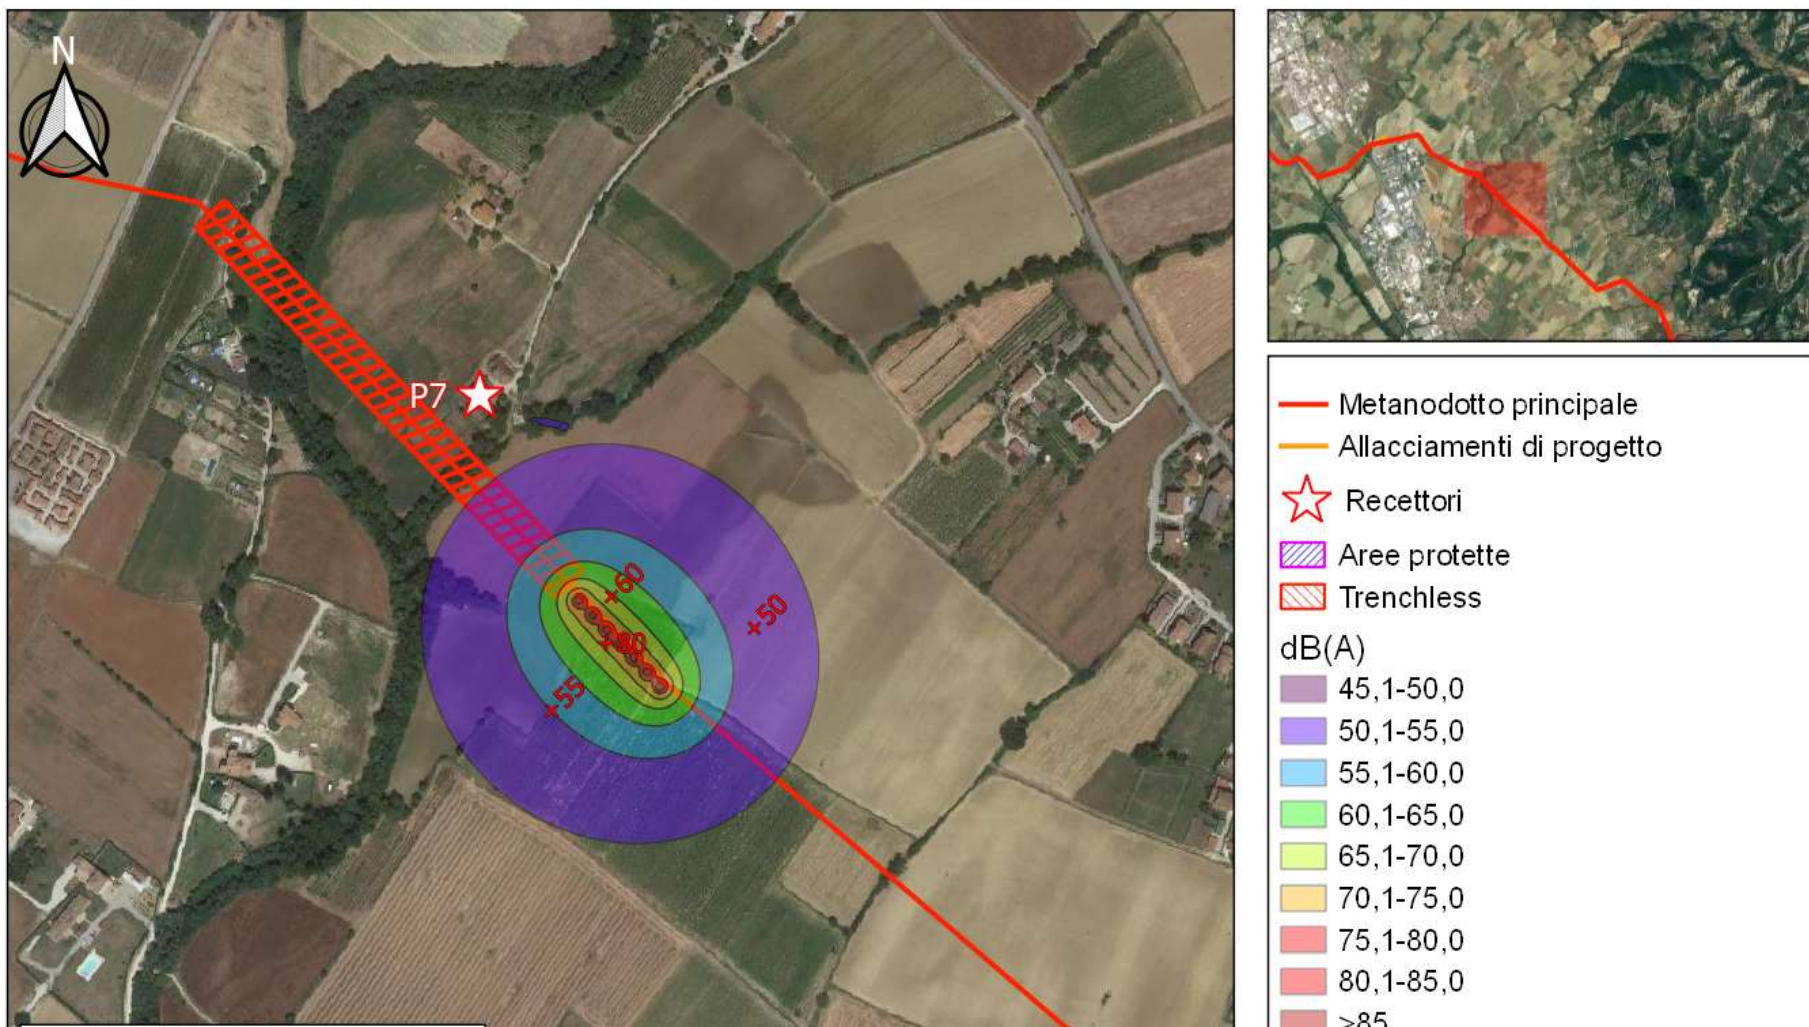 N
P7
+60
+50
+80
+55
Metanodotto principale
Allacciamenti di progetto
Recettori
Aree protette
Trenchless
dB(A)
45,1-50,0
50,1-55,0
55,1-60,0
60,1-65,0
65,1-70,0
70,1-75,0
75,1-80,0
80,1-85,0
>85